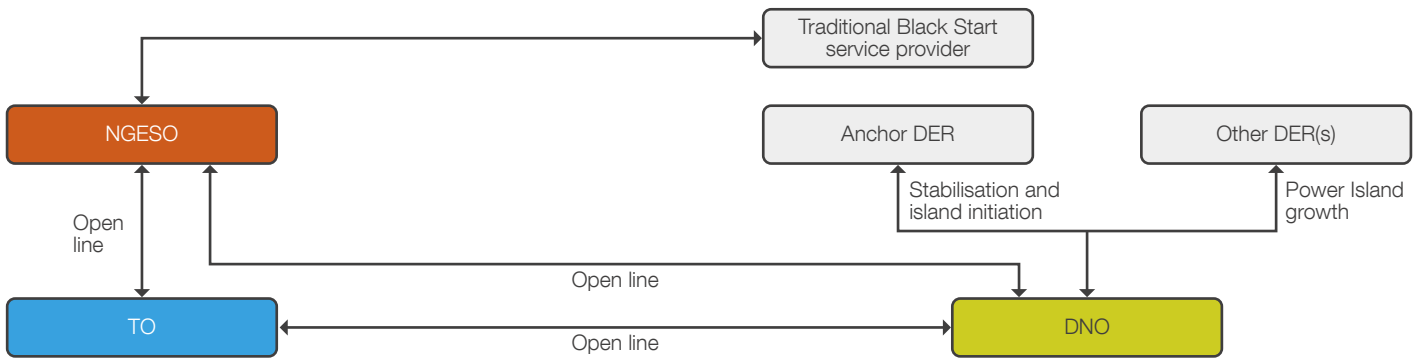 Traditional Black Start
service provider
NGESO
Anchor DER
Other DER(s)
Stabilisation and
island initiation
Power Island
growth
Open
line
Open line
TO
DNO
Open line